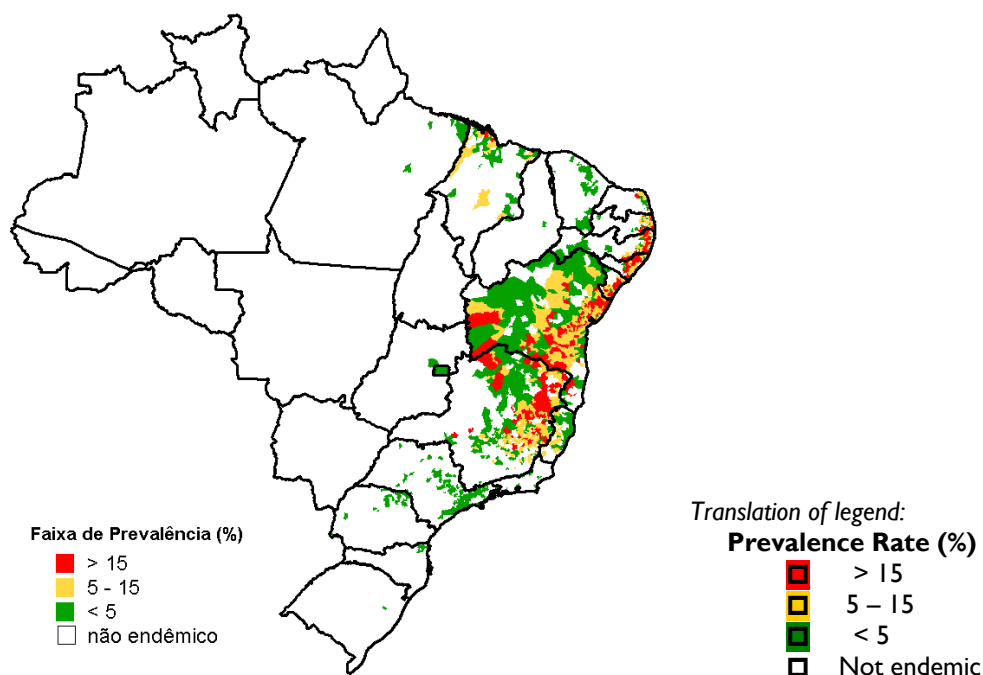 Faixa de Prevalência (%)
> 15
5 - 15
< 5
não endêmico
Translation of legend:
Prevalence Rate (%)
> 15
5 – 15
< 5
Not endemic